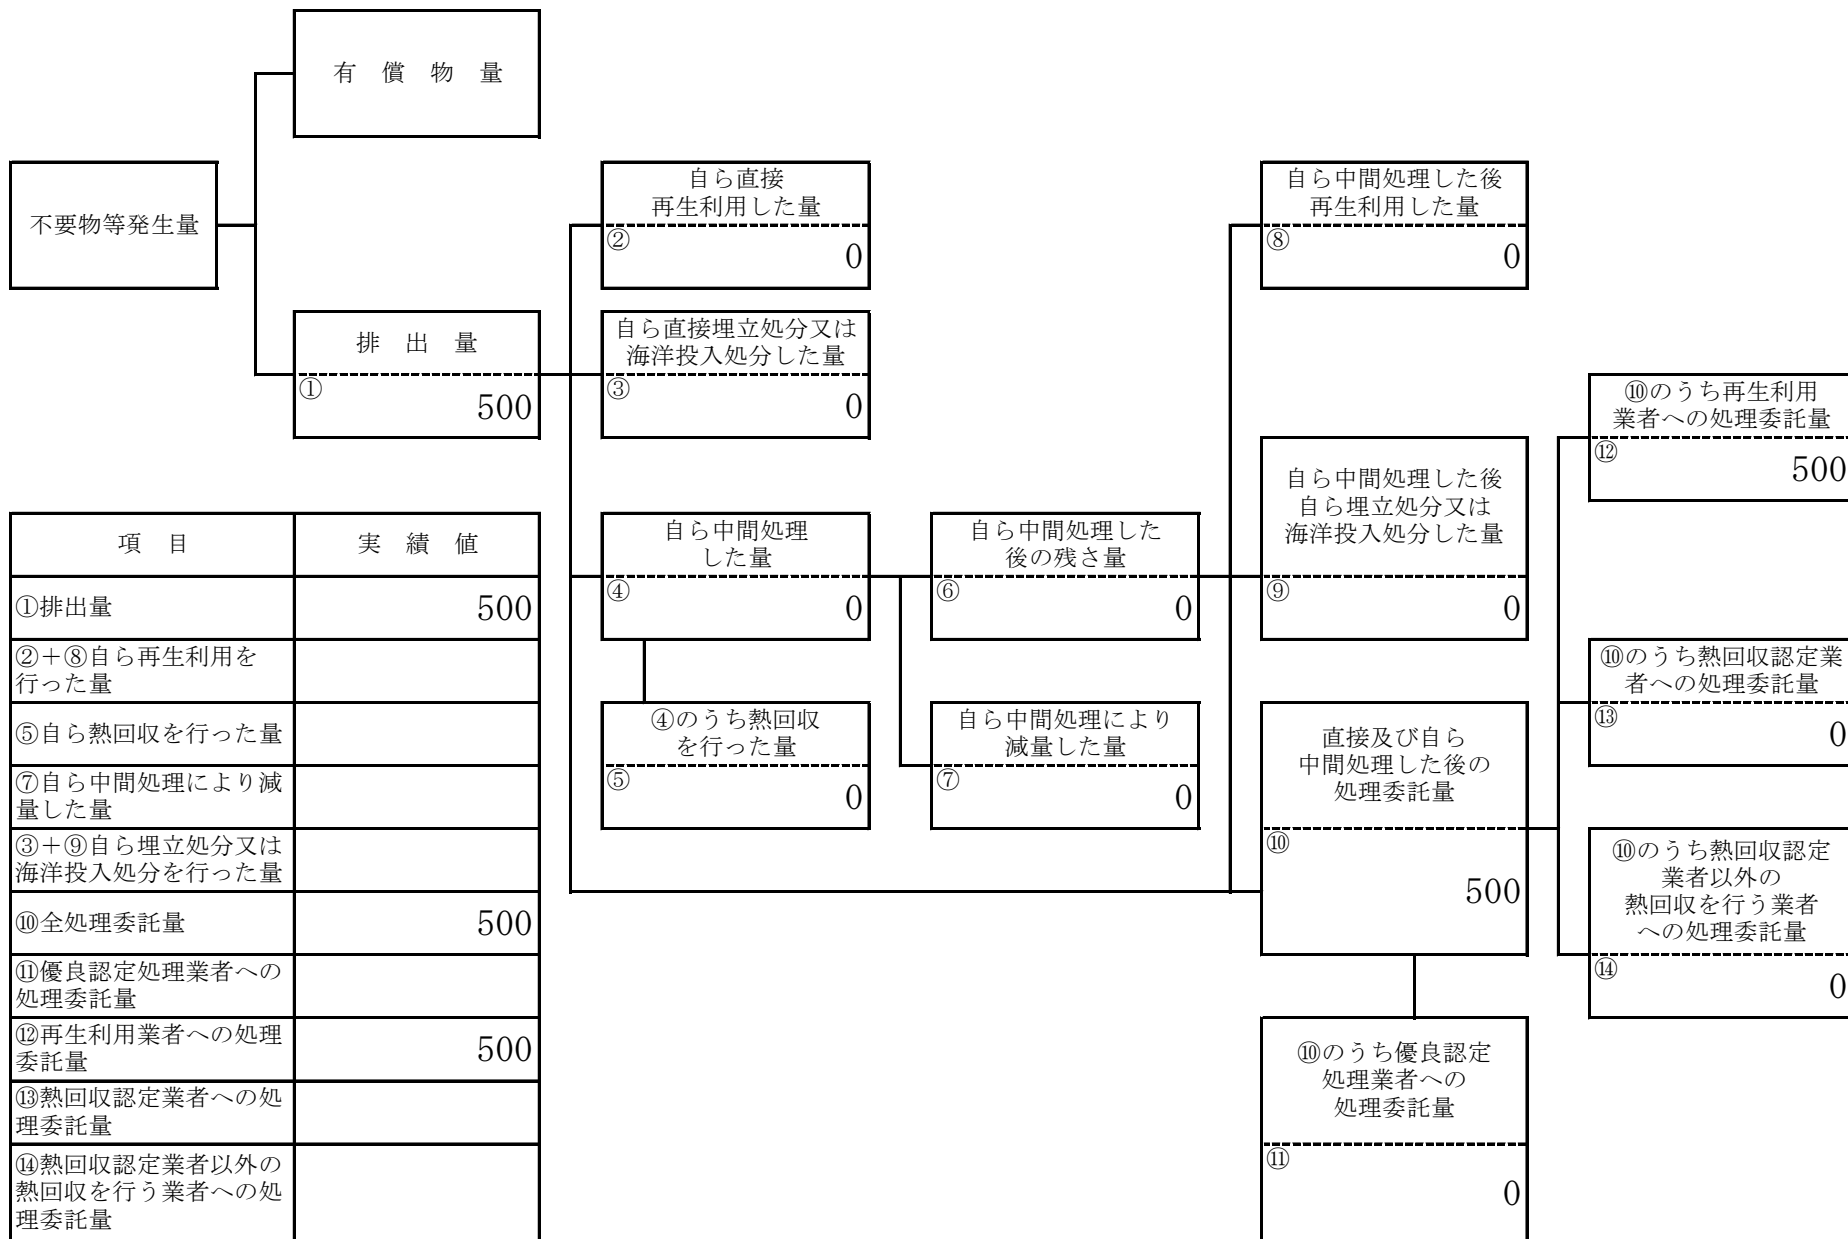 有　償　物　量
不要物等発生量
排　出　量
①
500
自ら直接
再生利用した量
②
0
自ら直接埋立処分又は
海洋投入処分した量
③
0
自ら中間処理
した量
④
0
④のうち熱回収
を行った量
⑤
0
自ら中間処理した
後の残さ量
⑥
0
自ら中間処理により
減量した量
⑦
0
自ら中間処理した後
再生利用した量
⑧
0
自ら中間処理した後
自ら埋立処分又は
海洋投入処分した量
⑨
0
直接及び自ら
中間処理した後の
処理委託量
⑩
500
⑩のうち優良認定
処理業者への
処理委託量
⑪
0
⑩のうち再生利用
業者への処理委託量
⑫
500
⑩のうち熱回収認定業
者への処理委託量
⑬
0
⑩のうち熱回収認定
業者以外の
熱回収を行う業者
への処理委託量
⑭
0
項　目　実　績　値
①排出量　500
②＋⑧自ら再生利用を
行った量
⑤自ら熱回収を行った量
⑦自ら中間処理により減
量した量
③＋⑨自ら埋立処分又は
海洋投入処分を行った量
⑩全処理委託量　500
⑪優良認定処理業者への
処理委託量
⑫再生利用業者への処理
委託量　500
⑬熱回収認定業者への処
理委託量
⑭熱回収認定業者以外の
熱回収を行う業者への処
理委託量